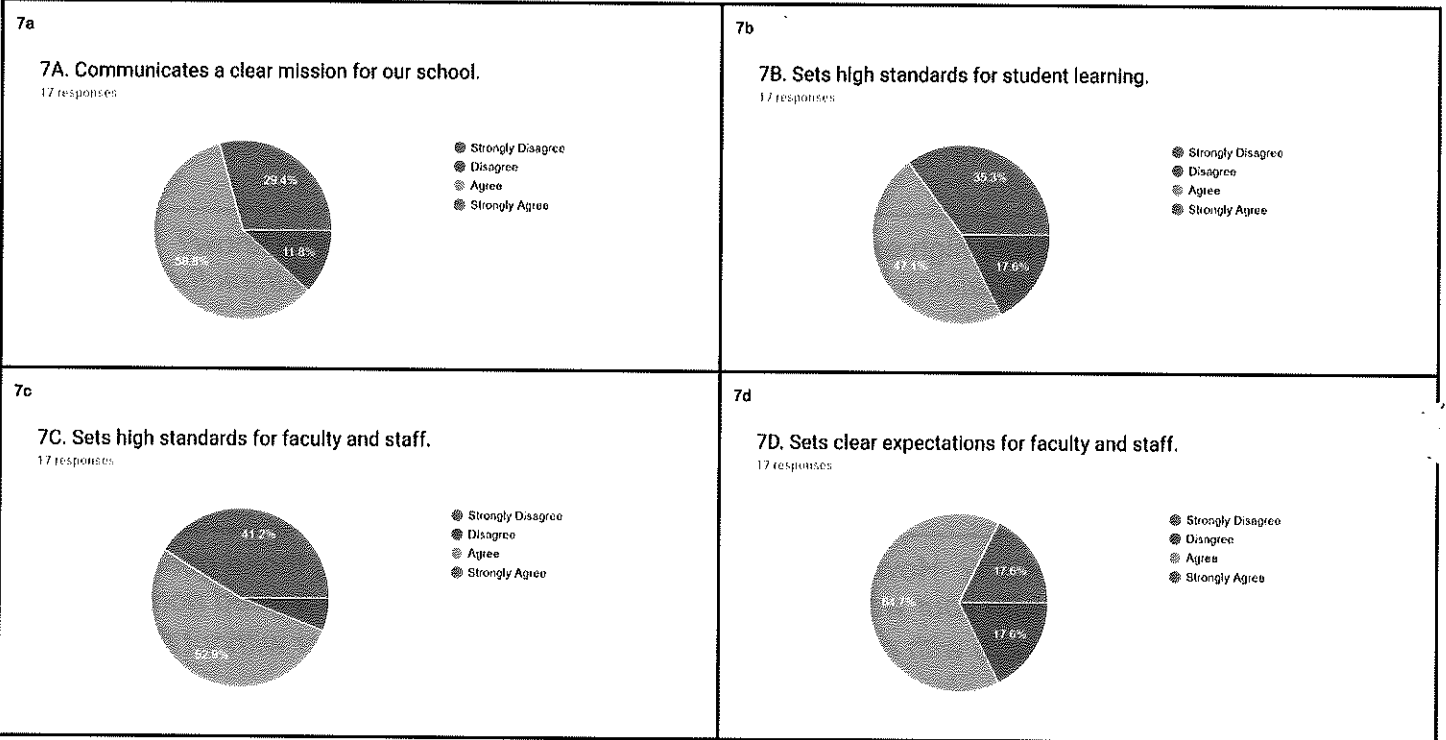 7a
7A. Communicates a clear mission for our school.
17 responses
Strongly Disagree
Disagree
Agree
Strongly Agree
29.4%
11.8%
58.8%
7b
7B. Sets high standards for student learning.
17 responses
Strongly Disagree
Disagree
Agree
Strongly Agree
35.3%
17.6%
47.1%
7c
7C. Sets high standards for faculty and staff.
17 responses
Strongly Disagree
Disagree
Agree
Strongly Agree
41.2%
52.9%
7d
7D. Sets clear expectations for faculty and staff.
17 responses
Strongly Disagree
Disagree
Agree
Strongly Agree
17.6%
64.7%
17.6%